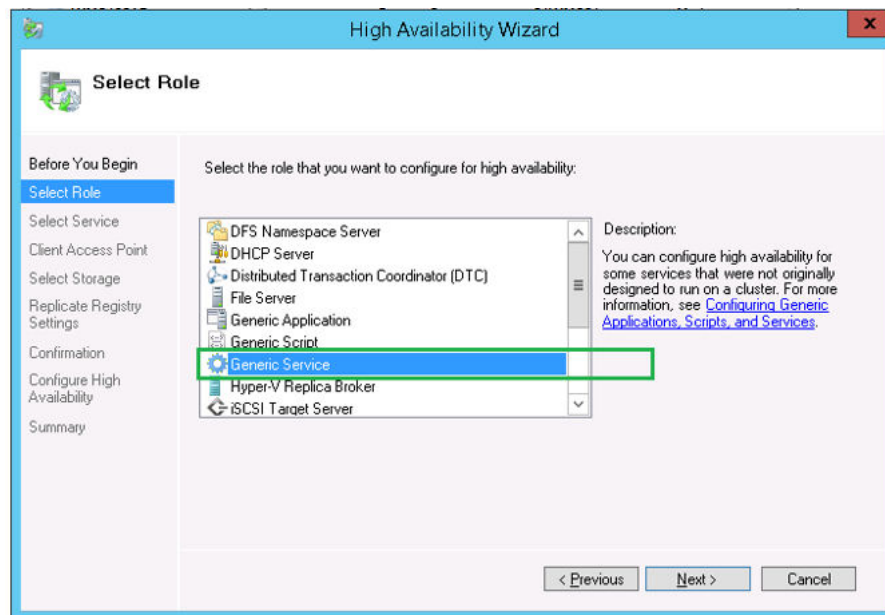 High Availability Wizard
x
Select Role
Before You Begin
Select Role
Select Service
Client Access Point
Select Storage
Replicate Registry
Settings
Confirmation
Configure High
Availability
Summary
Select the role that you want to configure for high availability:
DFS Namespace Server
DHCP Server
Distributed Transaction Coordinator (DTC)
File Server
Generic Application
Generic Script
Generic Service
Hyper-V Replica Broker
iSCSI Target Server
Description:
You can configure high availability for
some services that were not originally
designed to run on a cluster. For more
information, see Configuring Generic
Applications, Scripts, and Services.
< Previous
Next >
Cancel